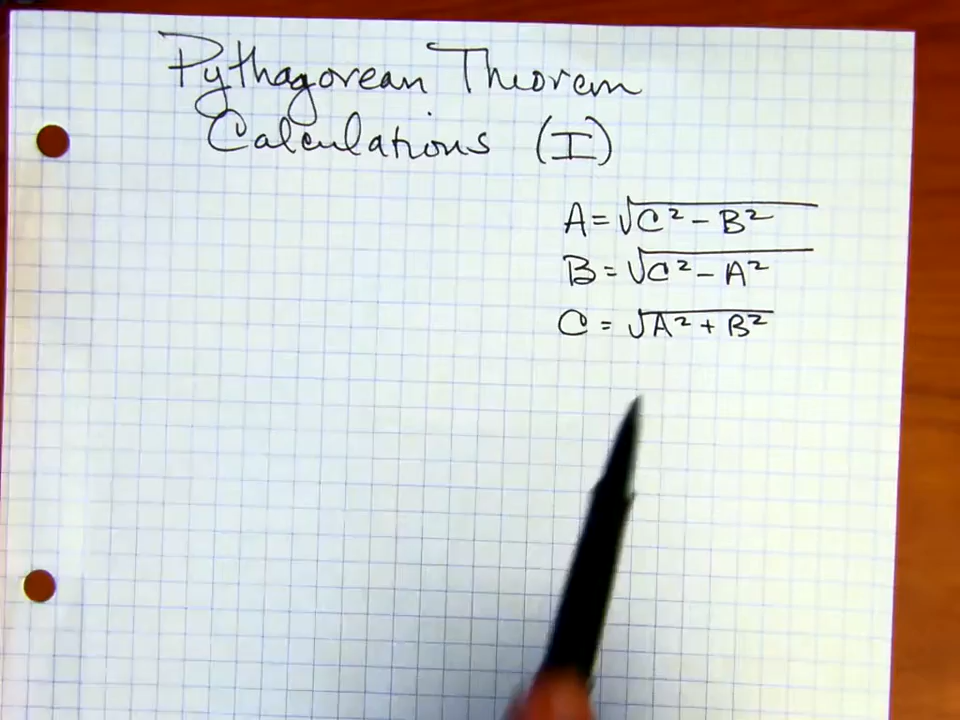 Pythagorean Theorem
Calculations (I)
A = √C² - B²
B = √C² - A²
C = √A² + B²